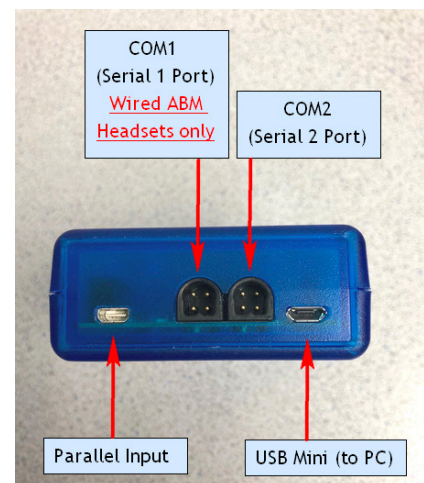 COM1
(Serial 1 Port)
Wired ABM
Headsets only
COM2
(Serial 2 Port)
Parallel Input
USB Mini (to PC)